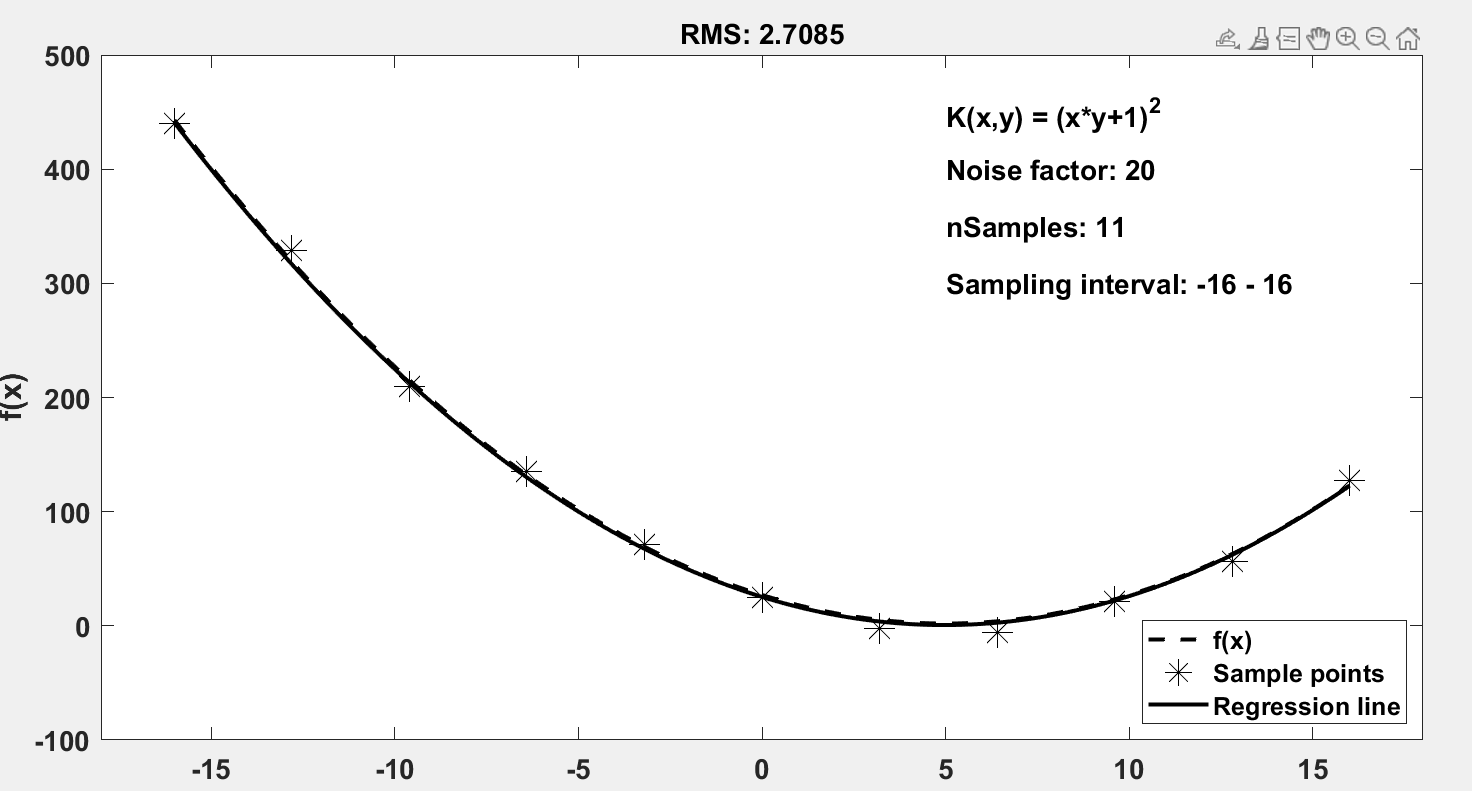 RMS: 2.7085
500
400
300
200
100
0
-100
f(x)
K(x,y) = (x*y+1)^2
Noise factor: 20
nSamples: 11
Sampling interval: -16 - 16
f(x)
Sample points
Regression line
-15 -10 -5 0 5 10 15